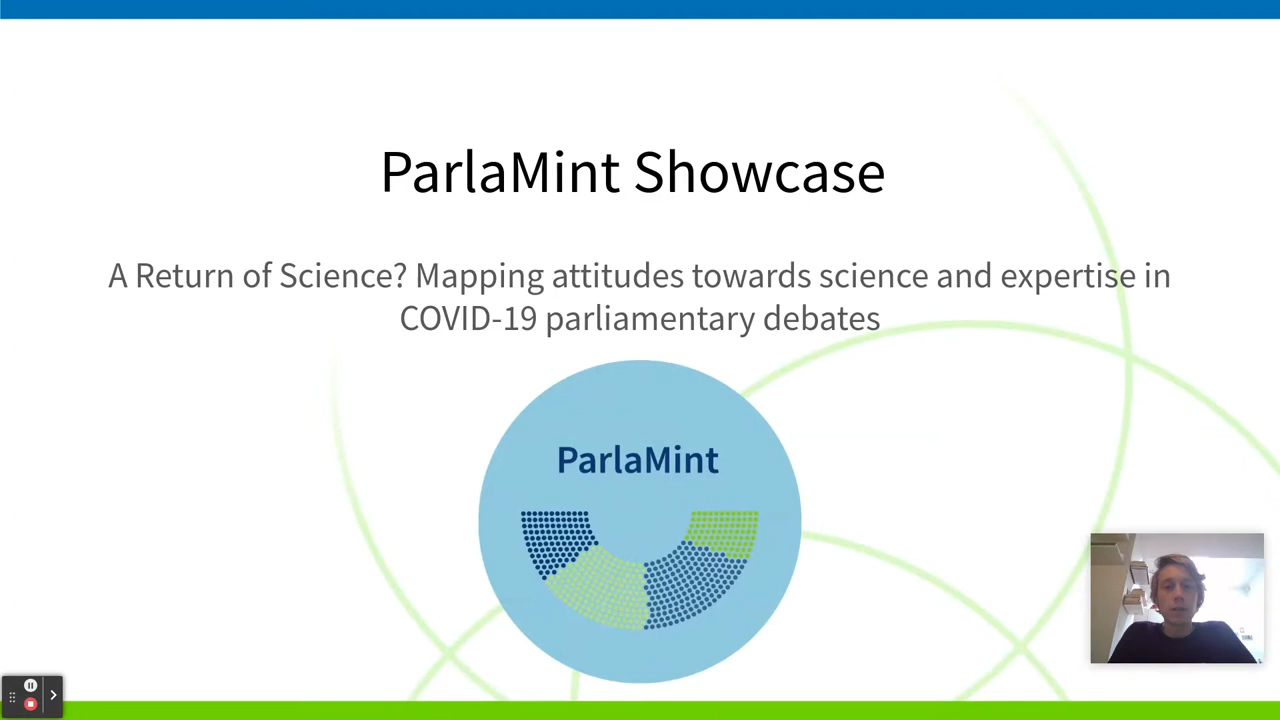 ParlaMint Showcase
A Return of Science? Mapping attitudes towards science and expertise in
COVID-19 parliamentary debates
ParlaMint